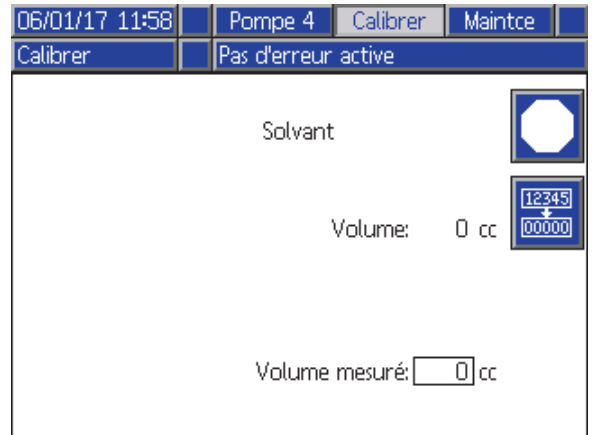 06/01/17 11:58 Pompe 4 Calibrer Maintce
Calibrer Pas d'erreur active
Solvant
12345
Volume: 0 cc 00000
Volume mesuré: 0 cc